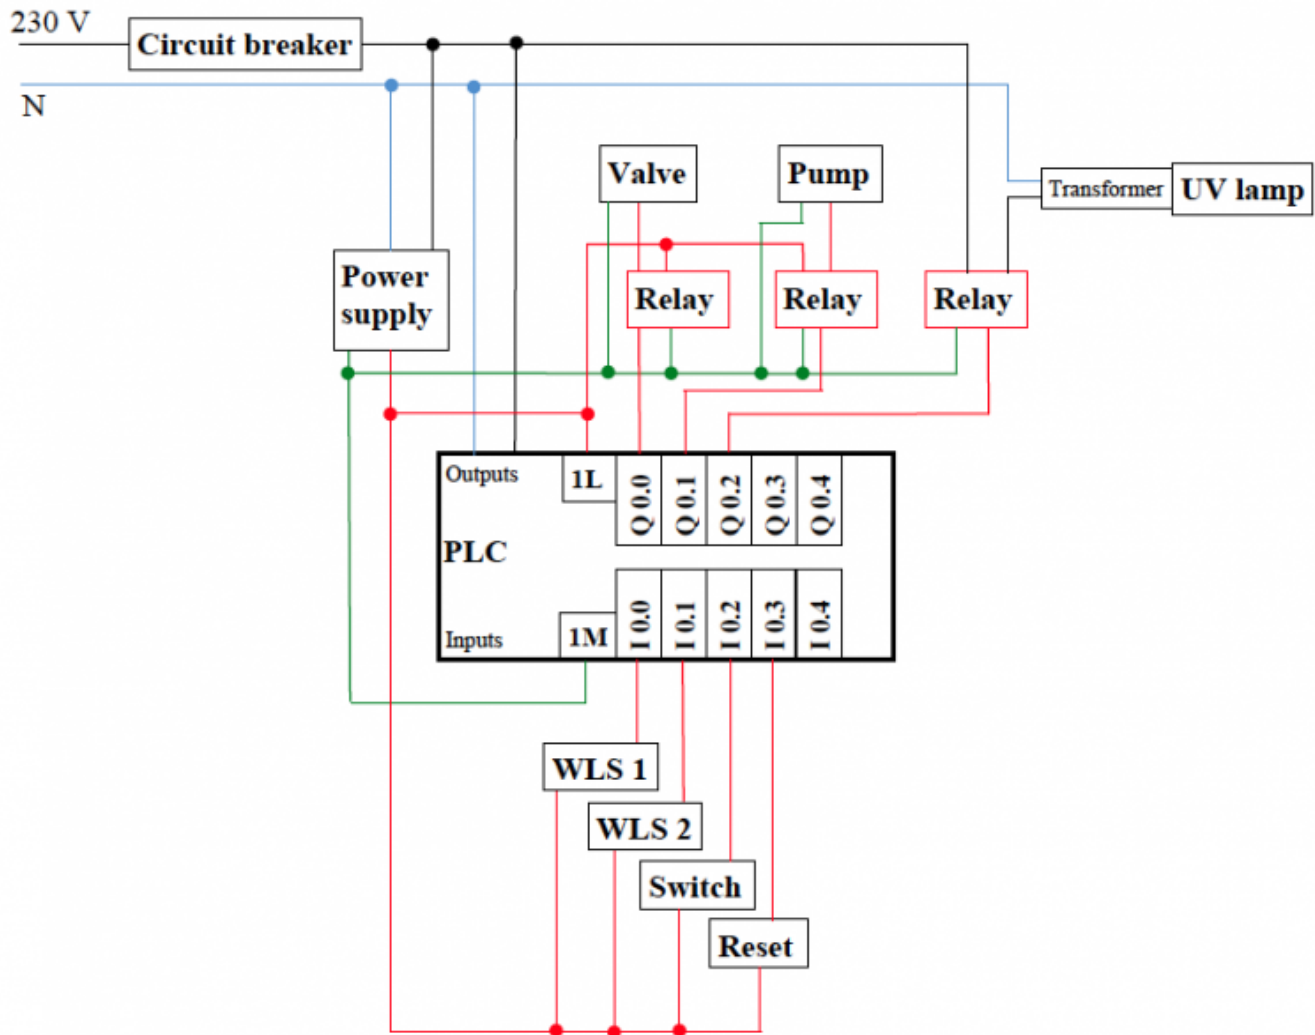 230 V
Circuit breaker
N
Valve
Pump
Transformer
UV lamp
Power
supply
Relay
Relay
Relay
Outputs
1L
Q 0.0
Q 0.1
Q 0.2
Q 0.3
Q 0.4
PLC
Inputs
1M
I 0.0
I 0.1
I 0.2
I 0.3
I 0.4
WLS 1
WLS 2
Switch
Reset